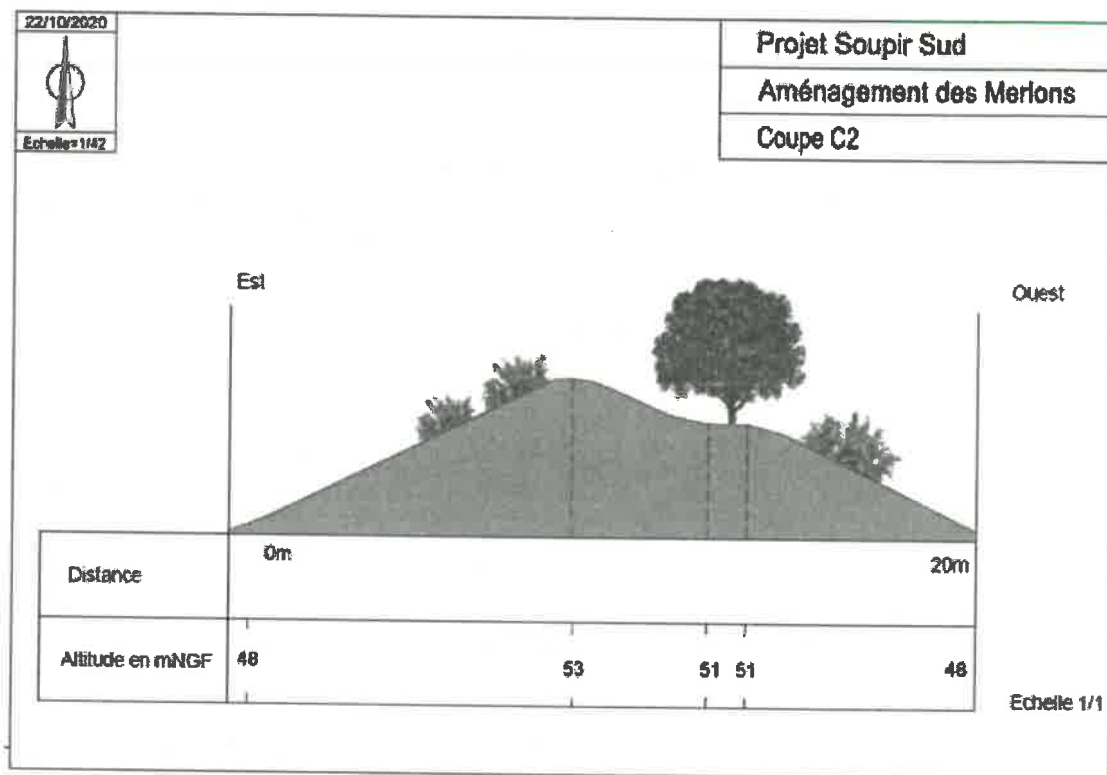 22/10/2020
Echelle=1/42
Projet Soupir Sud
Aménagement des Merlons
Coupe C2
Est
Ouest
Distance
0m
20m
Altitude en mNGF
48
53
51
51
48
Echelle 1/1